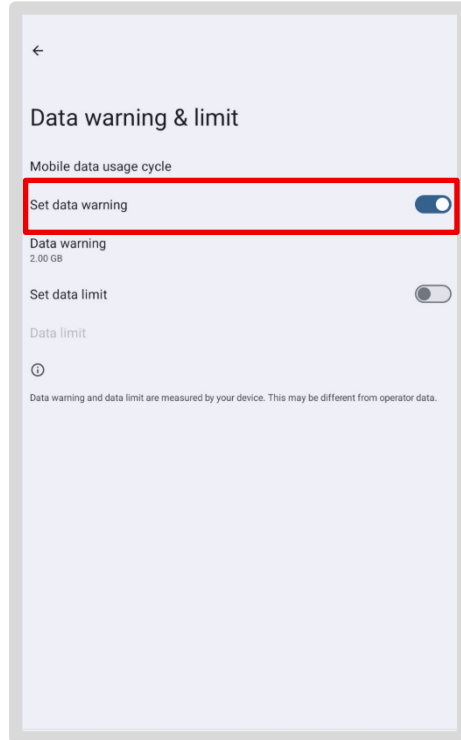 Data warning & limit
Mobile data usage cycle
Set data warning
Data warning
2.00 GB
Set data limit
Data limit
Data warning and data limit are measured by your device. This may be different from operator data.